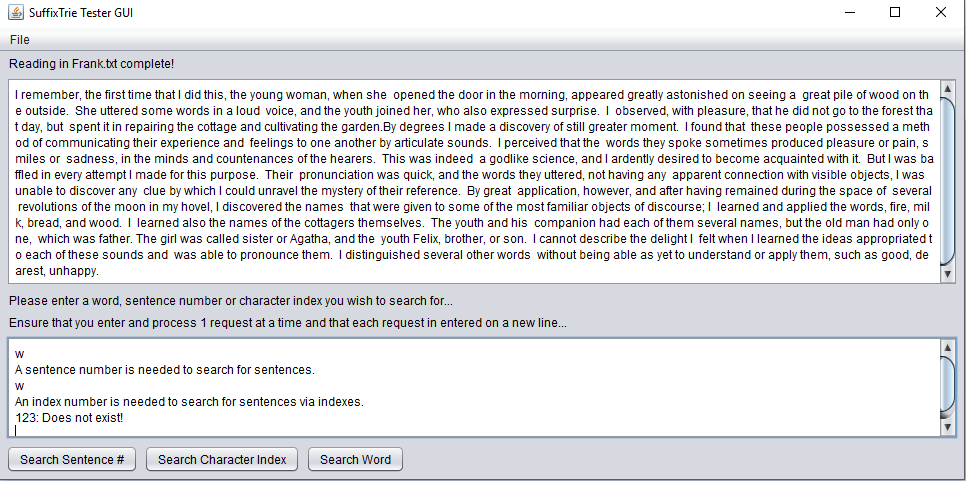 SuffixTrie Tester GUI
File
Reading in Frank.txt complete!
I remember, the first time that I did this, the young woman, when she  opened the door in the morning, appeared greatly astonished on seeing a  great pile of wood on th
e outside.  She uttered some words in a loud  voice, and the youth joined her, who also expressed surprise.  I  observed, with pleasure, that he did not go to the forest tha
t day, but  spent it in repairing the cottage and cultivating the garden.By degrees I made a discovery of still greater moment.  I found that  these people possessed a meth
od of communicating their experience and  feelings to one another by articulate sounds.  I perceived that the  words they spoke sometimes produced pleasure or pain, s
miles or  sadness, in the minds and countenances of the hearers.  This was indeed  a godlike science, and I ardently desired to become acquainted with it.  But I was ba
ffled in every attempt I made for this purpose.  Their  pronunciation was quick, and the words they uttered, not having any  apparent connection with visible objects, I was
unable to discover any  clue by which I could unravel the mystery of their reference.  By great  application, however, and after having remained during the space of  several
 revolutions of the moon in my hovel, I discovered the names  that were given to some of the most familiar objects of discourse; I  learned and applied the words, fire, mil
k, bread, and wood.  I  learned also the names of the cottagers themselves.  The youth and his  companion had each of them several names, but the old man had only o
ne,  which was father. The girl was called sister or Agatha, and the  youth Felix, brother, or son.  I cannot describe the delight I  felt when I learned the ideas appropriated t
o each of these sounds and  was able to pronounce them.  I distinguished several other words  without being able as yet to understand or apply them, such as good, de
arest, unhappy.
Please enter a word, sentence number or character index you wish to search for...
Ensure that you enter and process 1 request at a time and that each request in entered on a new line...
w
A sentence number is needed to search for sentences.
w
An index number is needed to search for sentences via indexes.
123: Does not exist!
Search Sentence # Search Character Index Search Word